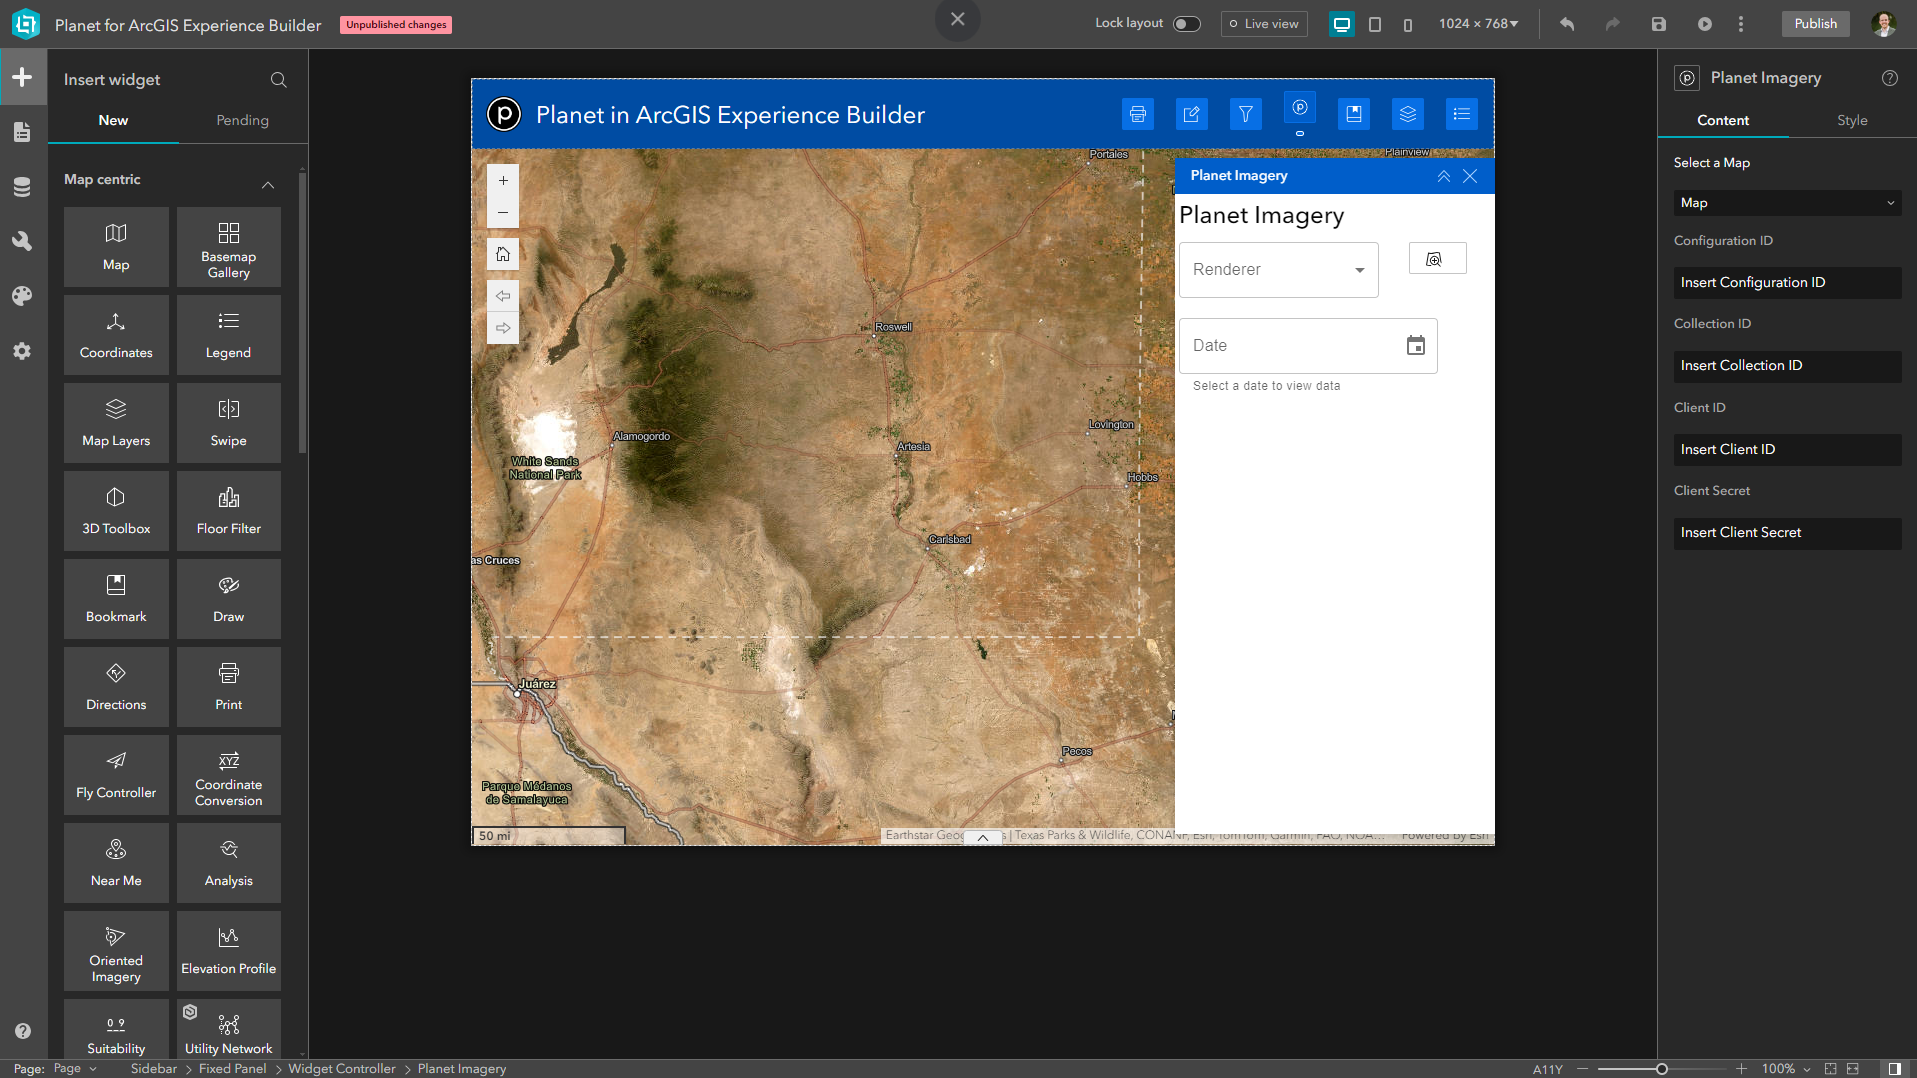 Planet for ArcGIS Experience Builder
Unpublished changes
Lock layout
Live view
1024 × 768
Publish
Insert widget
New
Pending
Map centric
Map
Basemap
Gallery
Coordinates
Legend
Map Layers
Swipe
3D Toolbox
Floor Filter
Bookmark
Draw
Directions
Print
Fly Controller
XYZ
Coordinate
Conversion
Near Me
Analysis
Oriented
Imagery
Elevation Profile
0 9
Suitability
Utility Network
p
Planet in ArcGIS Experience Builder
p
Portales
Plainview
Roswell
Alamogordo
White Sands
National Park
Lovington
Artesia
Hobbs
Carlsbad
as Cruces
Juárez
Pecos
Parque Médanos
de Samalayuca
50 mi
Earthstar Geog
s | Texas Parks & Wildlife, CONANP, Esri, TomTom, Garmin, FAO, NOA...
Powered by Esri
Planet Imagery
Planet Imagery
Renderer
Date
Select a date to view data
p
Planet Imagery
Content
Style
Select a Map
Map
Configuration ID
Insert Configuration ID
Collection ID
Insert Collection ID
Client ID
Insert Client ID
Client Secret
Insert Client Secret
Page: Page
Sidebar > Fixed Panel > Widget Controller > Planet Imagery
A11Y
100%